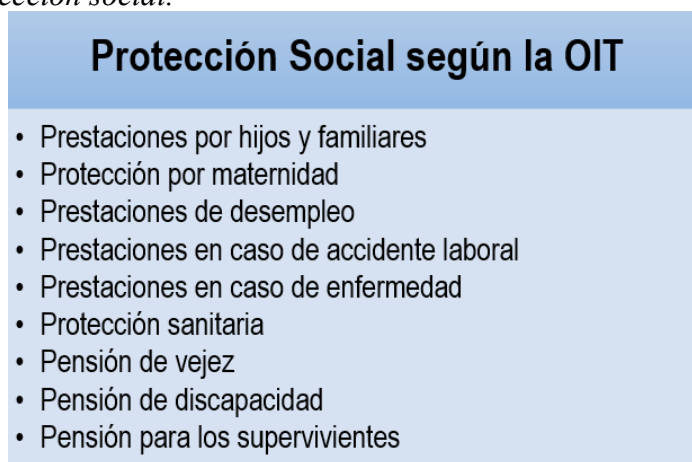 social.
Protección Social según la OIT
• Prestaciones por hijos y familiares
• Protección por maternidad
• Prestaciones de desempleo
• Prestaciones en caso de accidente laboral
• Prestaciones en caso de enfermedad
• Protección sanitaria
• Pensión de vejez
• Pensión de discapacidad
• Pensión para los supervivientes